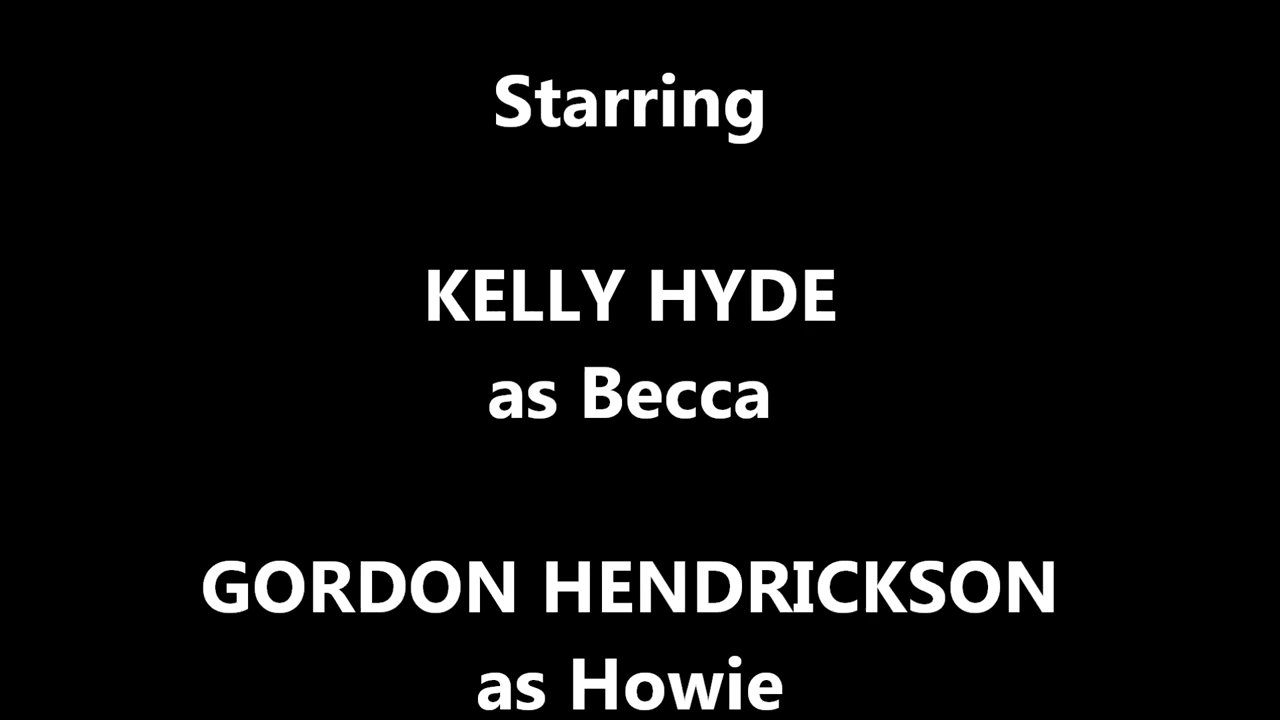 Starring
KELLY HYDE
as Becca
GORDON HENDRICKSON
as Howie